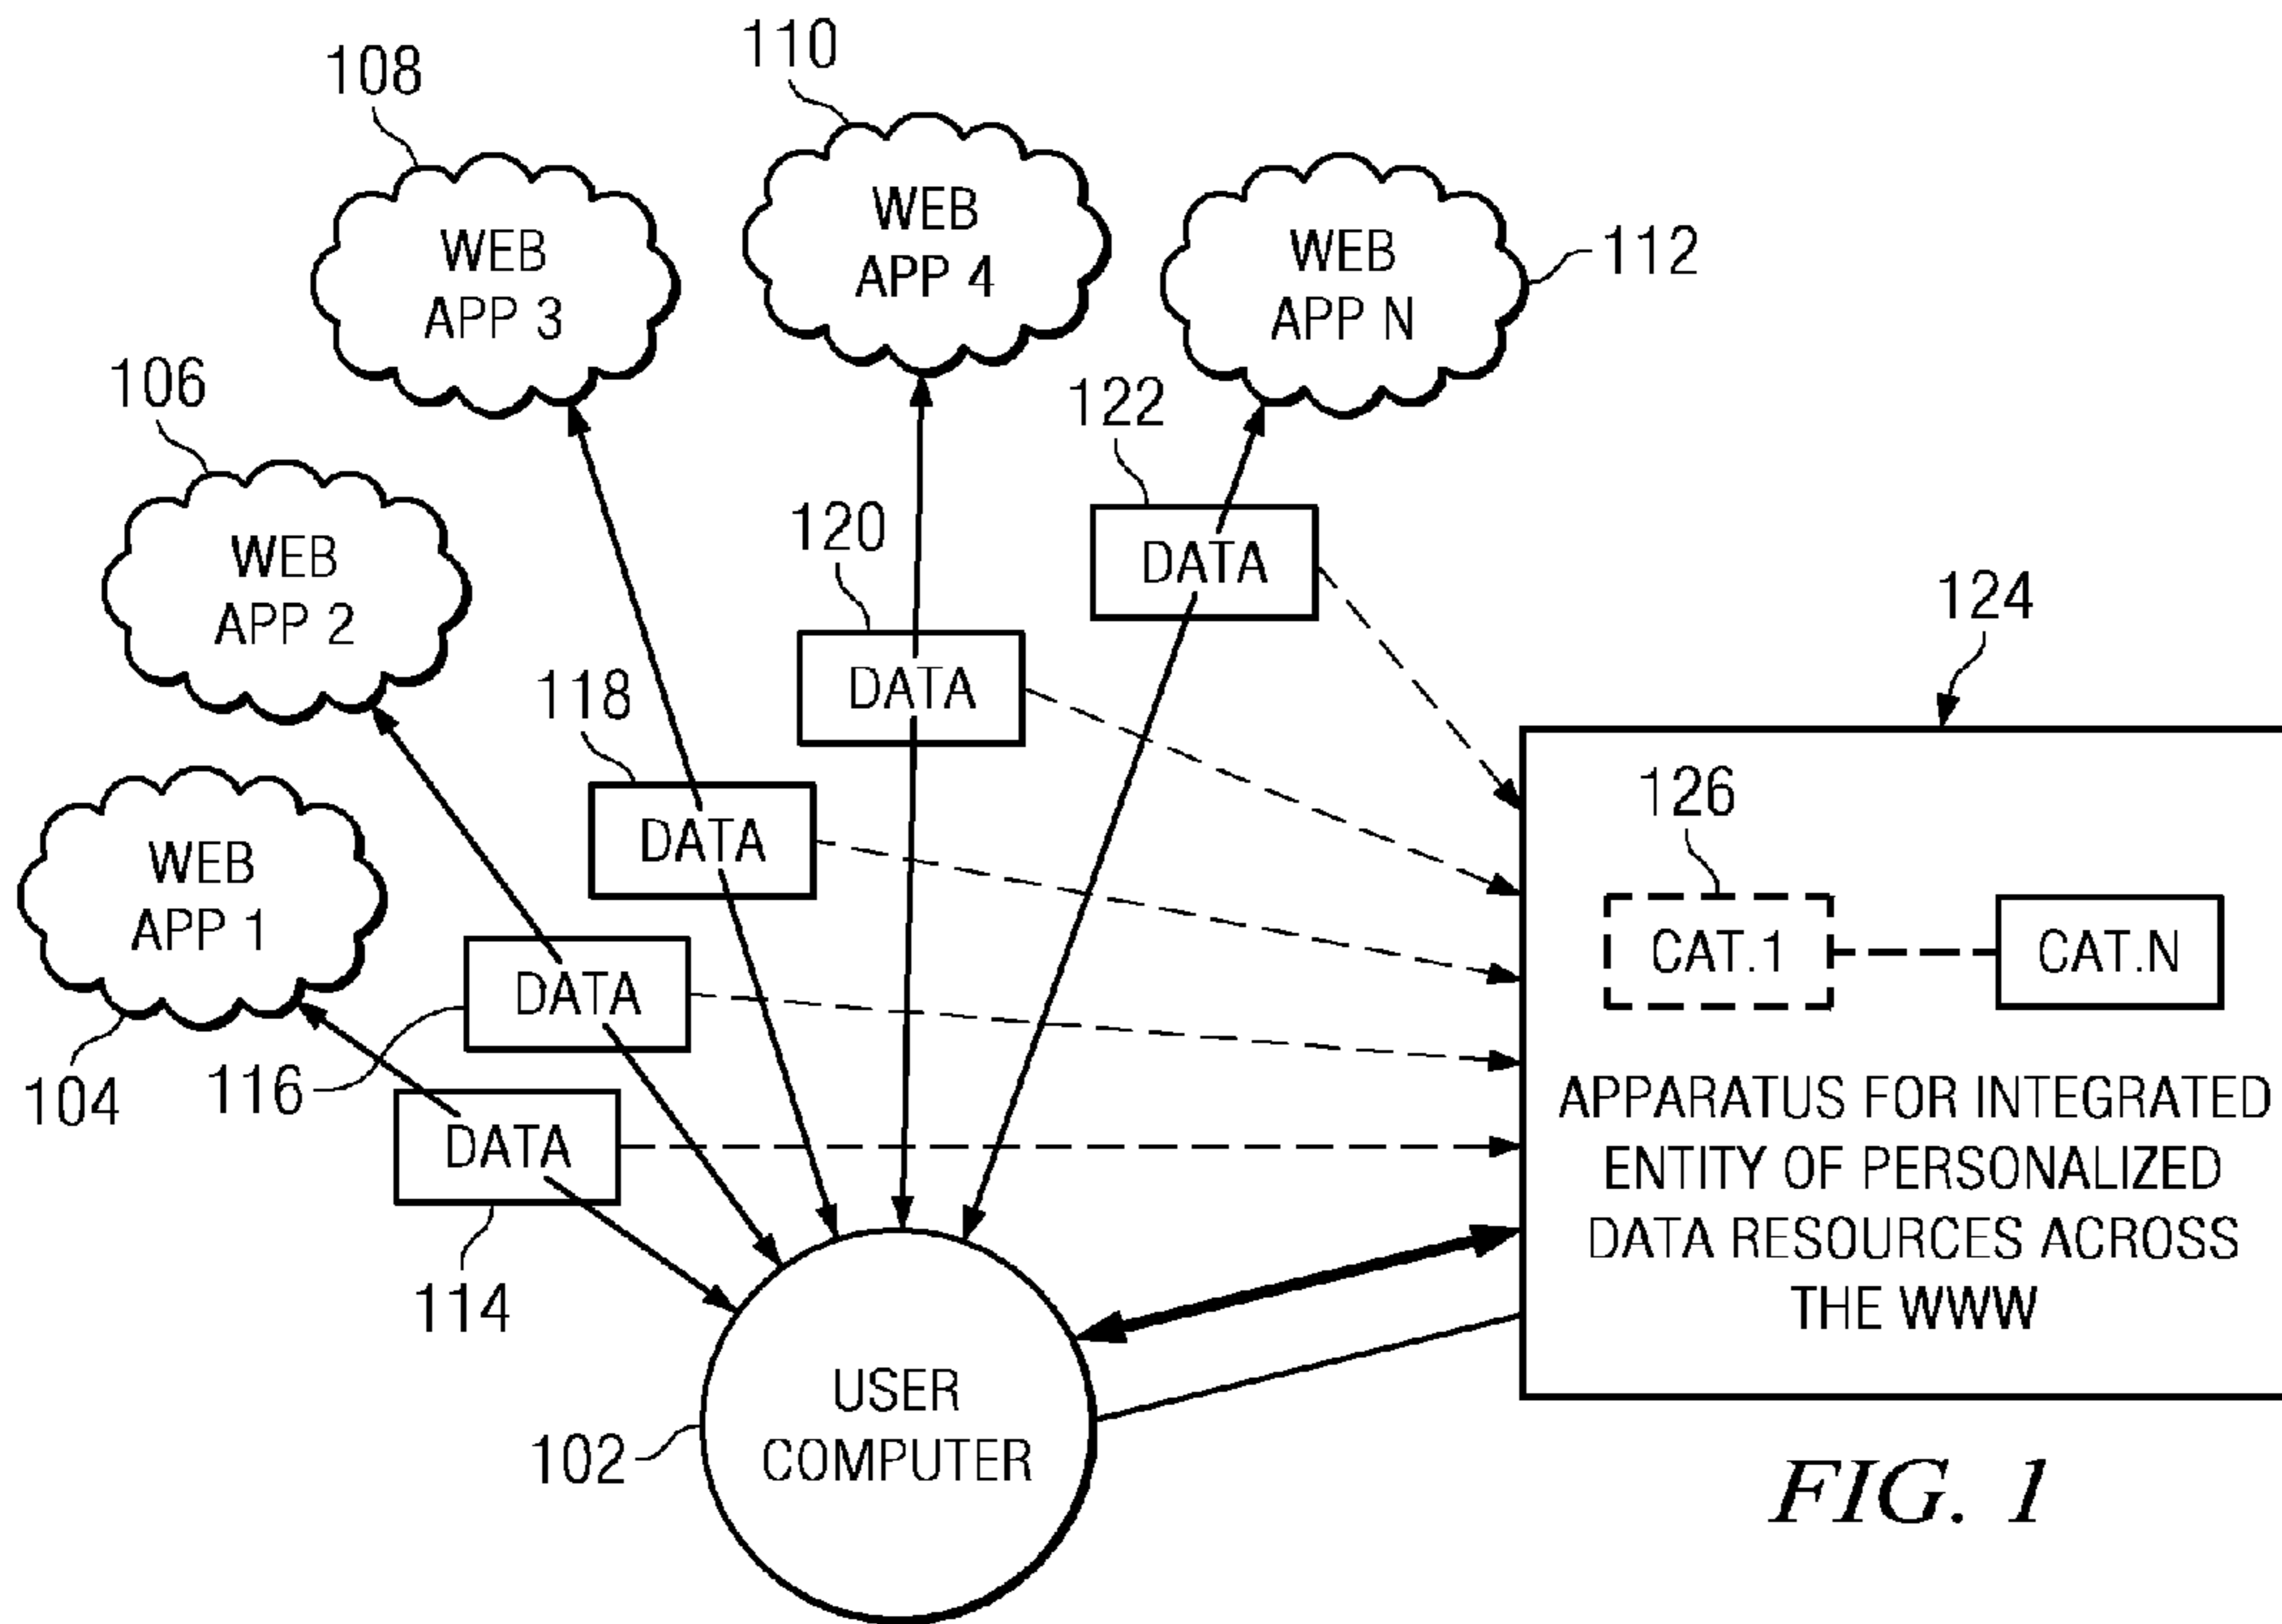 110
108
WEB
APP 4
WEB
APP 3
WEB
APP N
112
106
122
120
WEB
APP 2
DATA
124
118
DATA
126
WEB
APP 1
DATA
CAT.1
CAT.N
DATA
104
116
DATA
114
APPARATUS FOR INTEGRATED
ENTITY OF PERSONALIZED
DATA RESOURCES ACROSS
THE WWW
USER
COMPUTER
102
FIG. 1